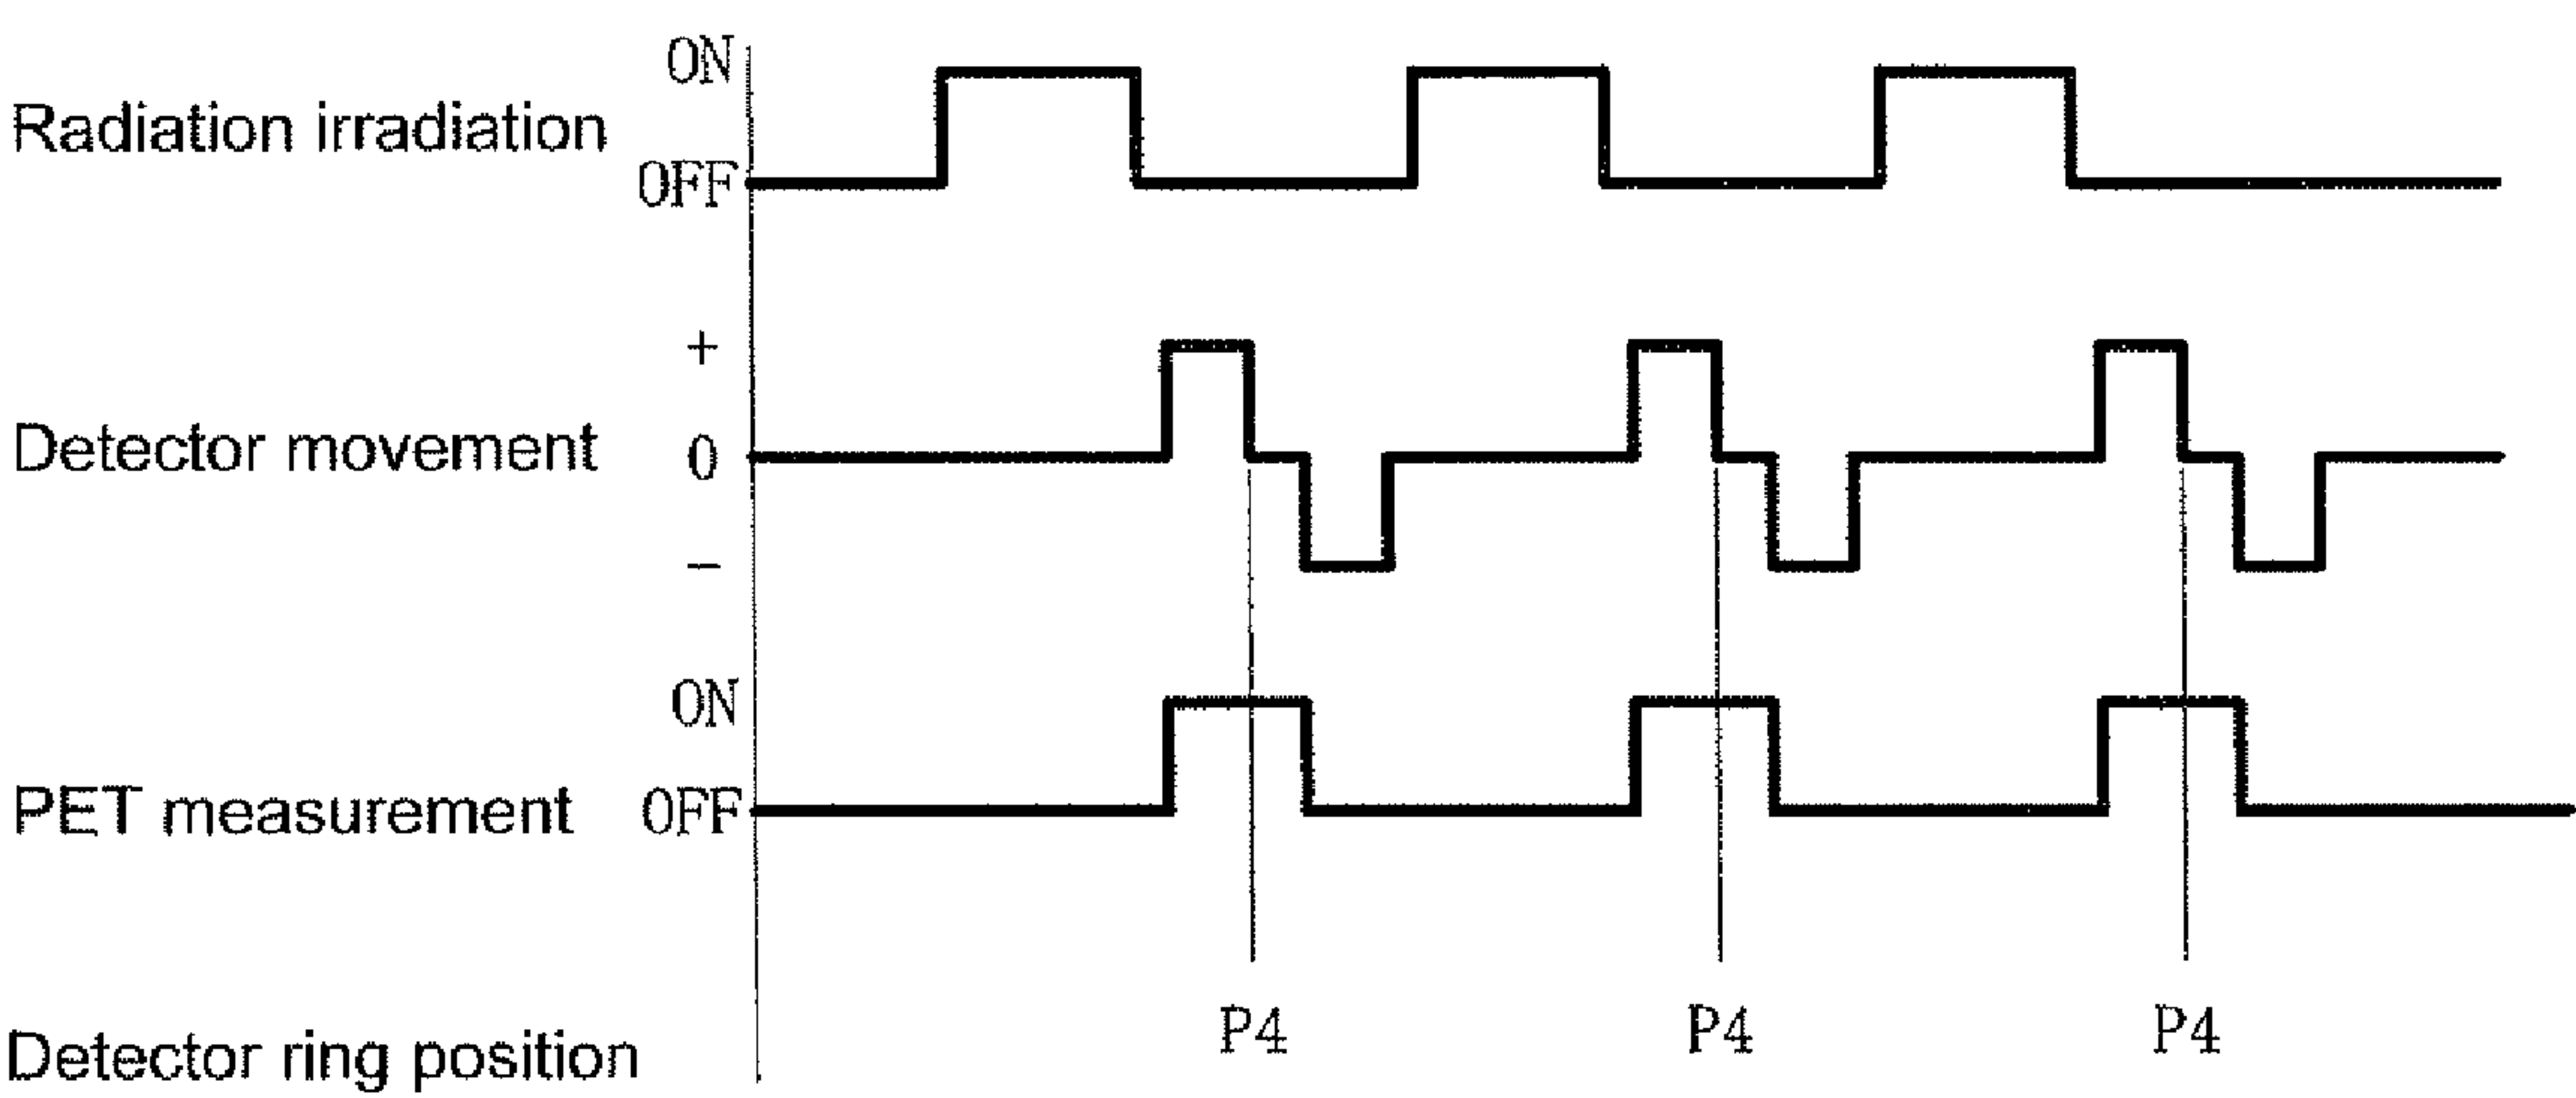 ON
Radiation irradiation
OFF
+
Detector movement 0
−
ON
PET measurement OFF
P4 P4 P4
Detector ring position